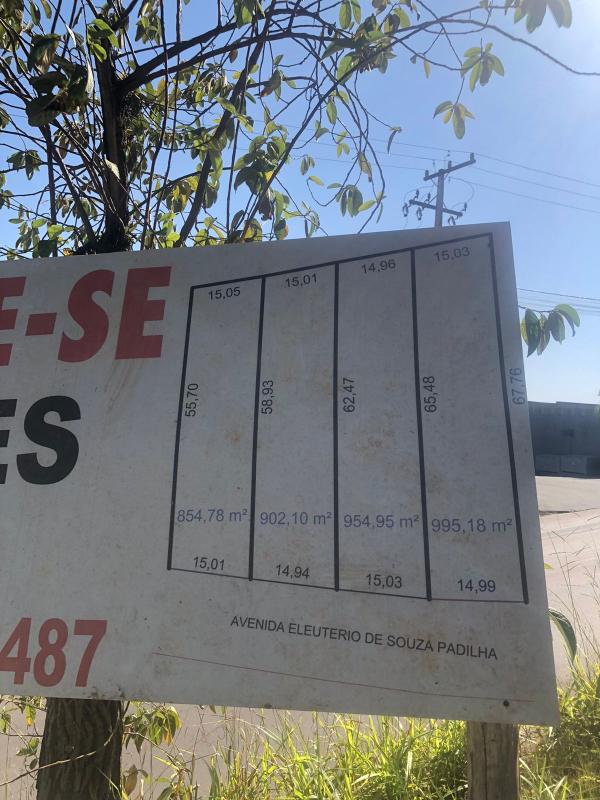 E-SE
ES
487
15,05 15,01 14,96 15,03
55,70 58,93 62,47 65,48 67,76
854,78 m² 902,10 m² 954,95 m² 995,18 m²
15,01 14,94 15,03 14,99
AVENIDA ELEUTERIO DE SOUZA PADILHA